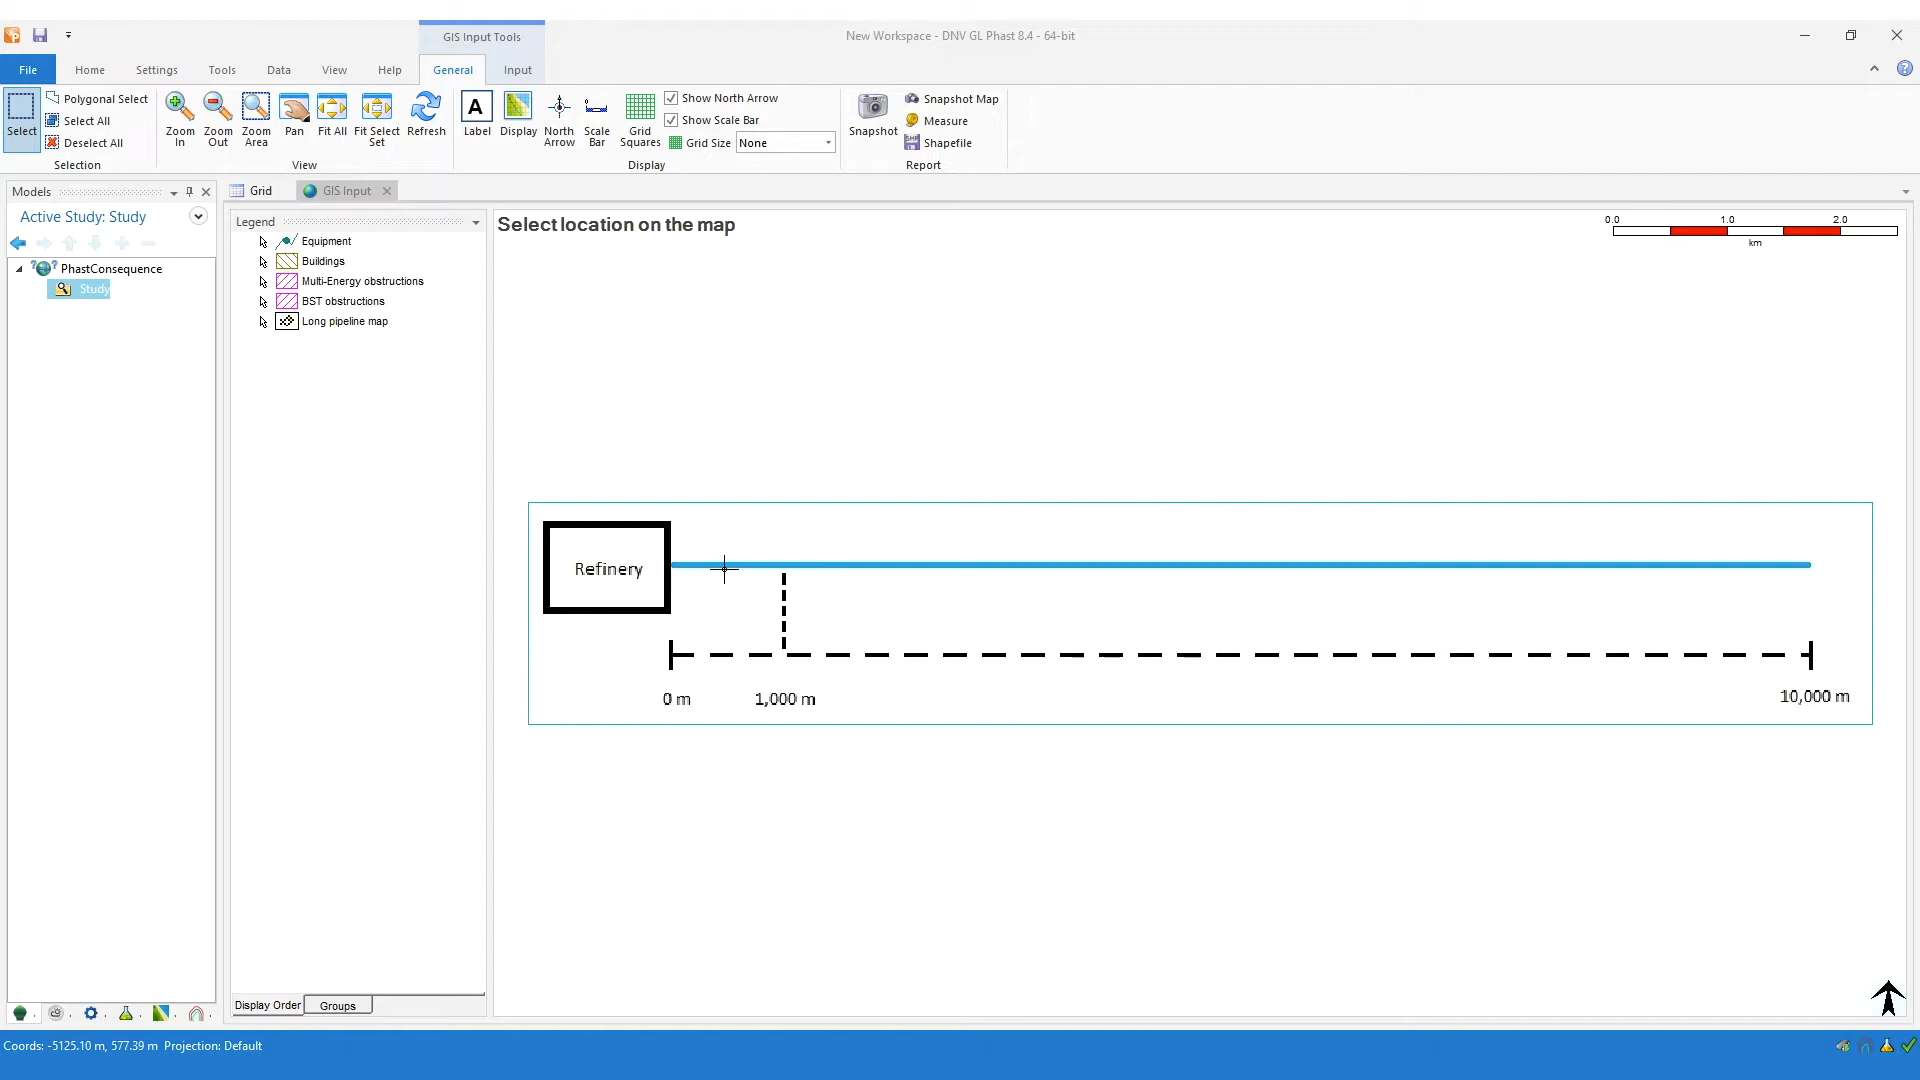 GIS Input Tools
New Workspace - DNV GL Phast 8.4 - 64-bit
File Home Settings Tools Data View Help General Input
Select
Polygonal Select
Select All
Deselect All
Selection
Zoom In
Zoom Out
Zoom Area
Pan
Fit All
Fit Select Set
Refresh
View
A
Label
Display
North Arrow
Scale Bar
Grid Squares
Show North Arrow
Show Scale Bar
Grid Size None
Display
Snapshot
Snapshot Map
Measure
Shapefile
Report
Models
Active Study: Study
PhastConsequence
Study
Grid GIS Input
Legend
Equipment
Buildings
Multi-Energy obstructions
BST obstructions
Long pipeline map
Display Order Groups
Select location on the map
0.0 1.0 2.0
km
Refinery
0 m 1,000 m 10,000 m
Coords: -5125.10 m, 577.39 m Projection: Default